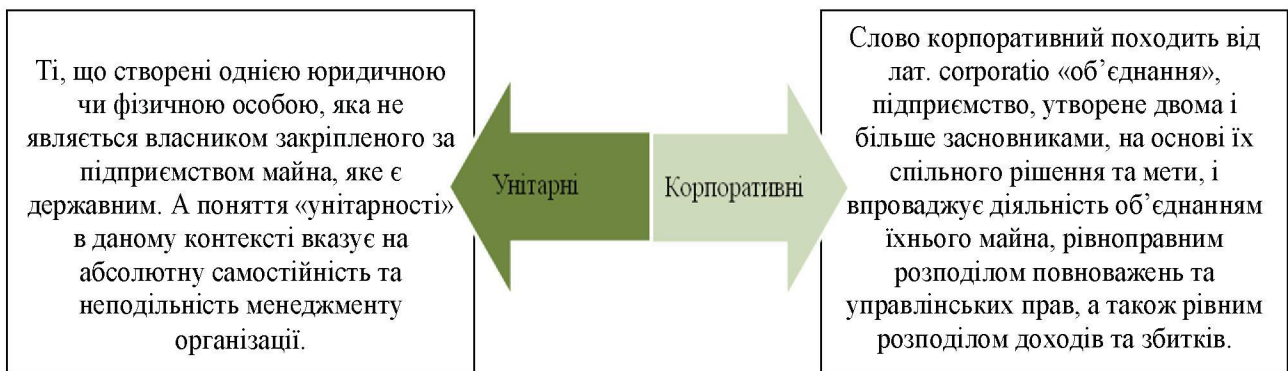 Ті, що створені однією юридичною
чи фізичною особою, яка не
являється власником закріпленого за
підприємством майна, яке є
державним. А поняття «унітарності»
в даному контексті вказує на
абсолютну самостійність та
неподільність менеджменту
організації.
Унітарні
Корпоративні
Слово корпоративний походить від
лат. corporatio «об’єднання»,
підприємство, утворене двома і
більше засновниками, на основі їх
спільного рішення та мети, і
впроваджує діяльність об’єднанням
їхнього майна, рівноправним
розподілом повноважень та
управлінських прав, а також рівним
розподілом доходів та збитків.